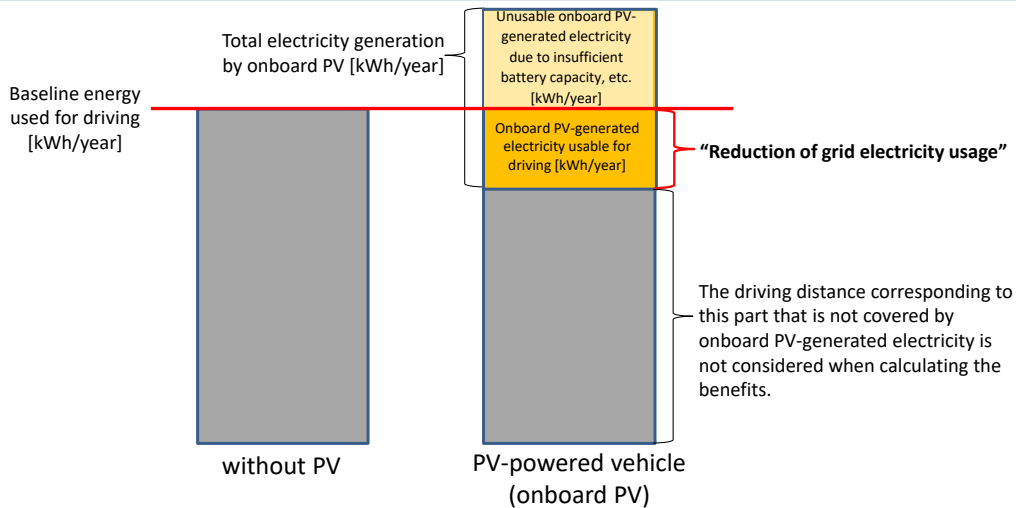 Total electricity generation
by onboard PV [kWh/year]
Unusable onboard PV-
generated electricity
due to insufficient
battery capacity, etc.
[kWh/year]
Baseline energy
used for driving
[kWh/year]
Onboard PV-generated
electricity usable for
driving [kWh/year]
“Reduction of grid electricity usage”
The driving distance corresponding to
this part that is not covered by
onboard PV-generated electricity is
not considered when calculating the
benefits.
without PV
PV-powered vehicle
(onboard PV)